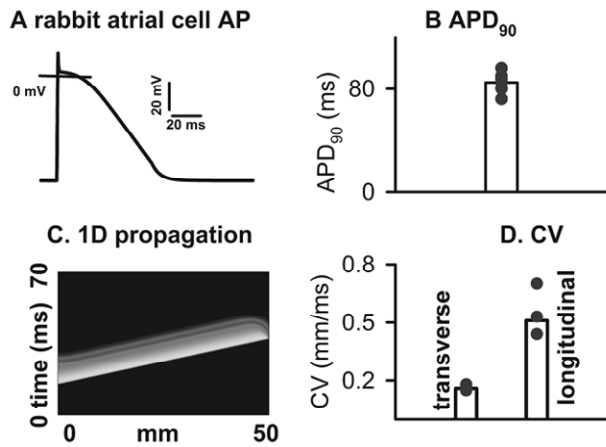 A rabbit atrial cell AP
0 mV
20 mV
20 ms
B APD90
APD90 (ms)
80
0
C. 1D propagation
0 time (ms) 70
0 mm 50
D. CV
CV (mm/ms)
0.8
0.5
0.2
transverse
longitudinal